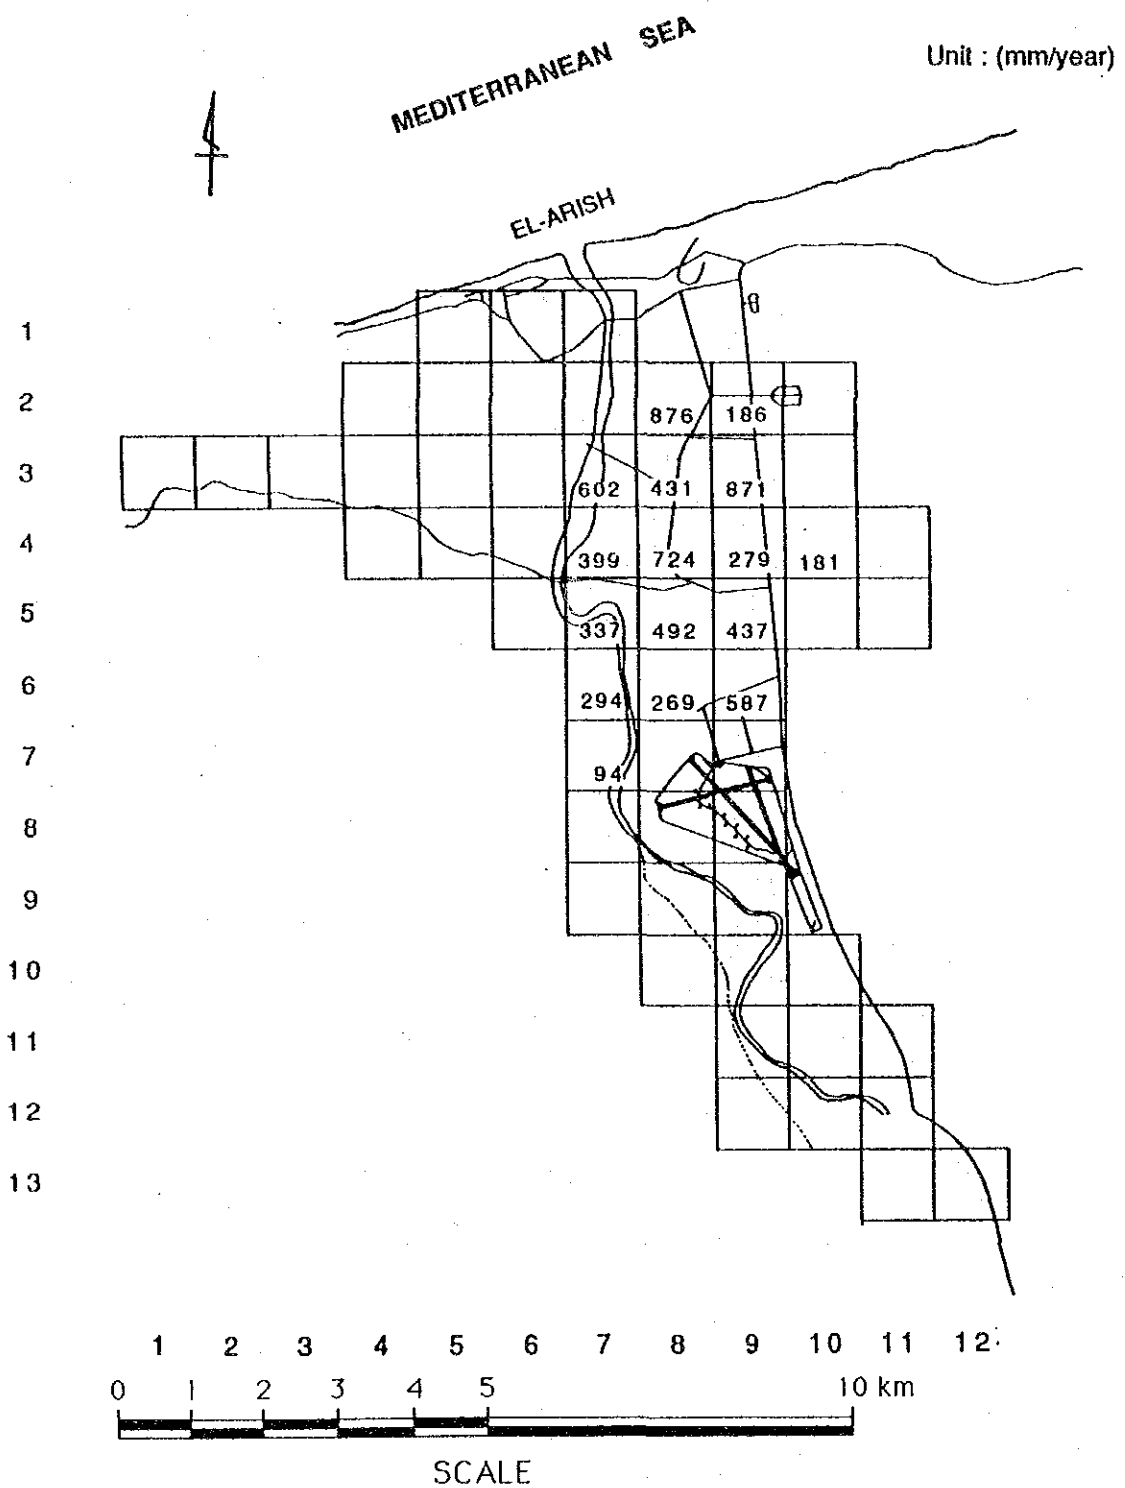 MEDITERRANEAN SEA
Unit : (mm/year)
EL-ARISH
1
2
876 186
3
602 431 871
4
399 724 279 181
5
337 492 437
6
294 269 587
7
94
8
9
10
11
12
13
1 2 3 4 5 6 7 8 9 10 11 12
0 1 2 3 4 5 10 km
SCALE